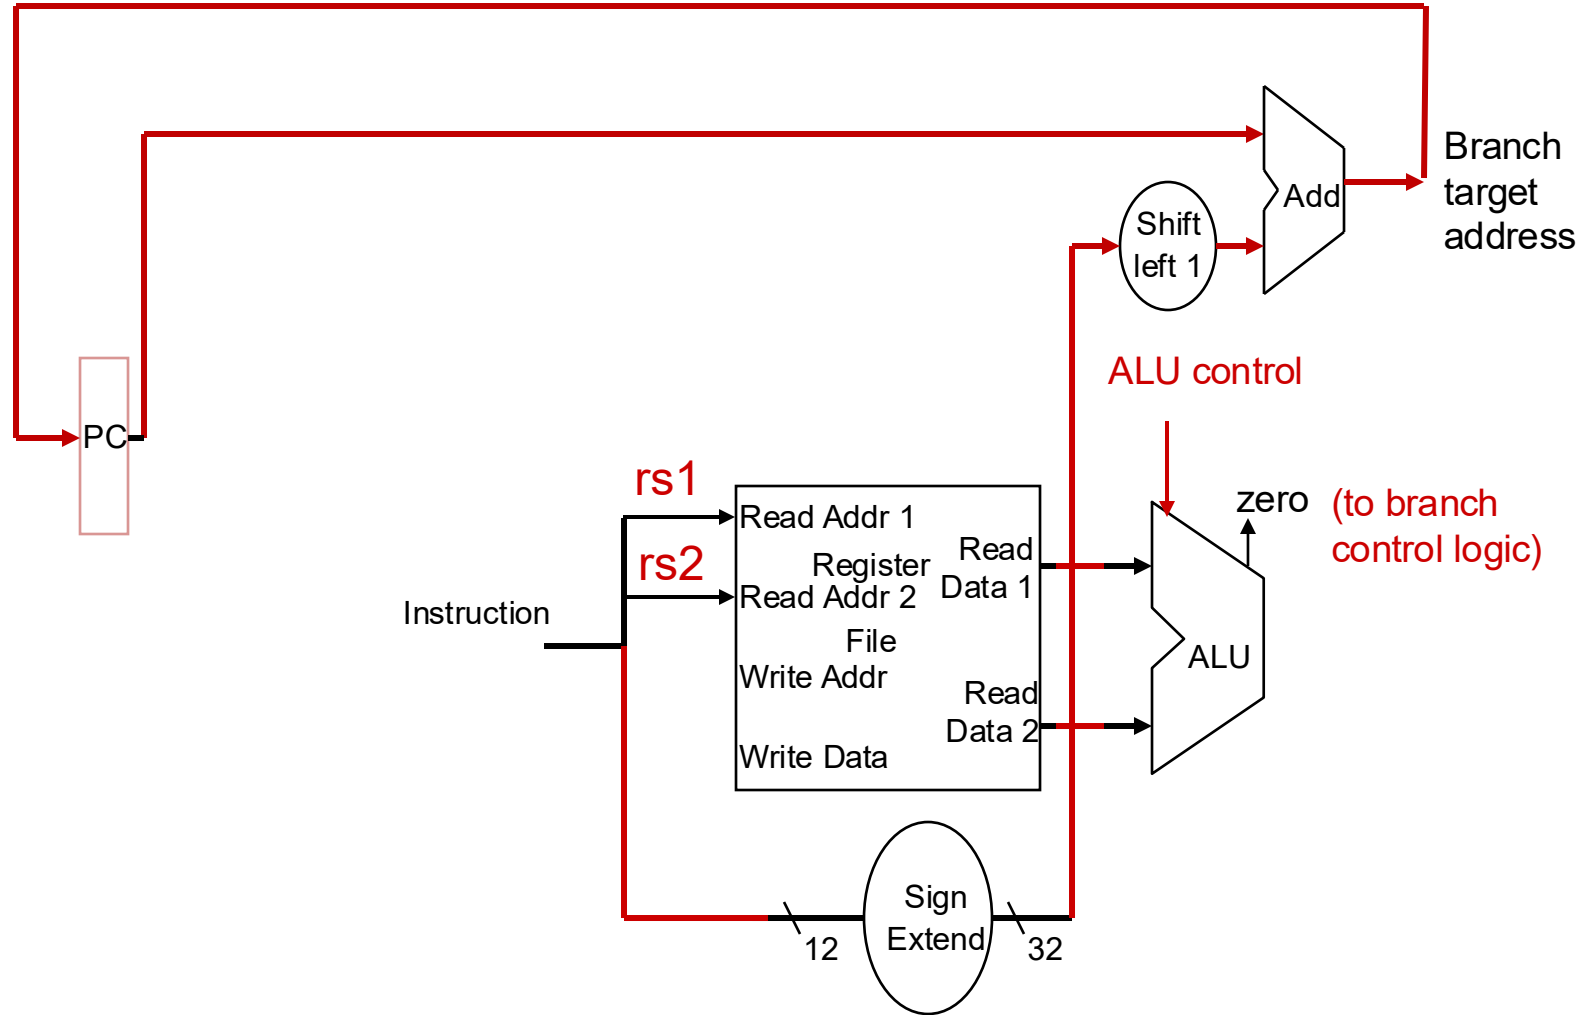 Branch
target
address
Add
Shift
left 1
ALU control
PC
rs1
rs2
Instruction
Read Addr 1
Register
Read Addr 2
File
Write Addr
Write Data
Read
Data 1
Read
Data 2
zero
(to branch
control logic)
ALU
Sign
Extend
12
32